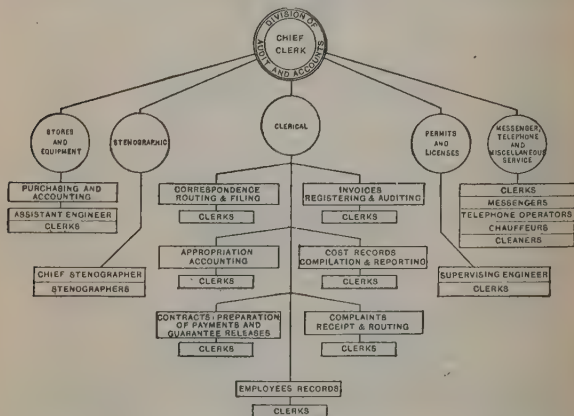 DIVISION OF
CHIEF
CLERK
AUDIT AND ACCOUNTS
STORES
AND
EQUIPMENT
STENOGRAPHIC
CLERICAL
PERMITS
AND
LICENSES
MESSENGER,
TELEPHONE
AND
MISCELLANEOUS
SERVICE
PURCHASING AND
ACCOUNTING
ASSISTANT ENGINEER
CLERKS
CHIEF STENOGRAPHER
STENOGRAPHERS
CORRESPONDENCE
ROUTING & FILING
CLERKS
INVOICES
REGISTERING & AUDITING
CLERKS
APPROPRIATION
ACCOUNTING
CLERKS
COST RECORDS
COMPILATION & REPORTING
CLERKS
CONTRACTS: PREPARATION
OF PAYMENTS AND
GUARANTEE RELEASES
CLERKS
COMPLAINTS
RECEIPT & ROUTING
CLERKS
EMPLOYEES RECORDS
CLERKS
SUPERVISING ENGINEER
CLERKS
CLERKS
MESSENGERS
TELEPHONE OPERATORS
CHAUFFEURS
CLEANERS